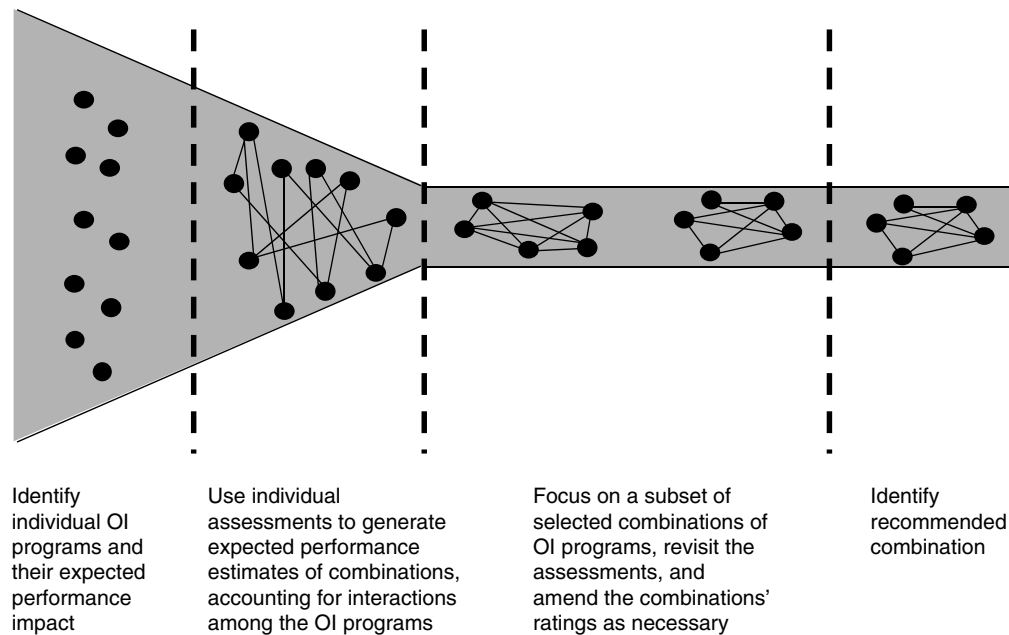 Identify
individual OI
programs and
their expected
performance
impact
Use individual
assessments to generate
expected performance
estimates of combinations,
accounting for interactions
among the OI programs
Focus on a subset of
selected combinations of
OI programs, revisit the
assessments, and
amend the combinations'
ratings as necessary
Identify
recommended
combination